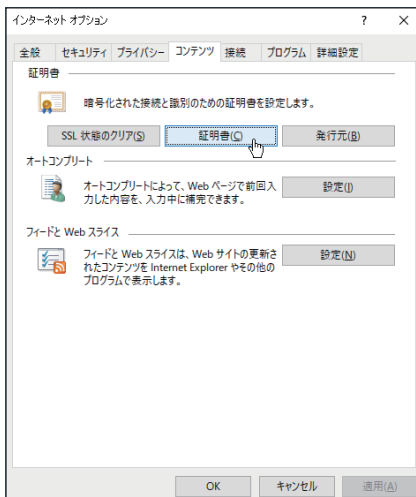 インターネット オプション ? ×
全般 セキュリティ プライバシー コンテンツ 接続 プログラム 詳細設定
証明書
暗号化された接続と識別のための証明書を設定します。
SSL 状態のクリア(S) 証明書(C) 発行元(B)
オートコンプリート
オートコンプリートによって、Web ページで前回入
力した内容を、入力中に補完できます。
設定(I)
フィードと Web スライス
フィードと Web スライスは、Web サイトの更新さ
れたコンテンツを Internet Explorer やその他の
プログラムで表示します。
設定(N)
OK キャンセル 適用(A)